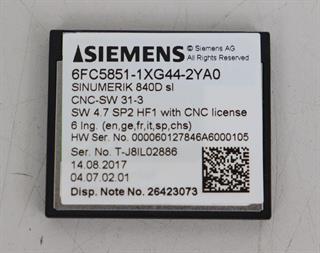 SIEMENS © Siemens AG
All Rights Reserved
6FC5851-1XG44-2YA0
SINUMERIK 840D sl
CNC-SW 31-3
SW 4.7 SP2 HF1 with CNC license
6 lng. (en,ge,fr,it,sp,chs)
HW Ser. No. 000060127846A6000105
Ser. No. T-J8IL02886
14.08.2017
04.07.02.01
Disp. Note No. 26423073